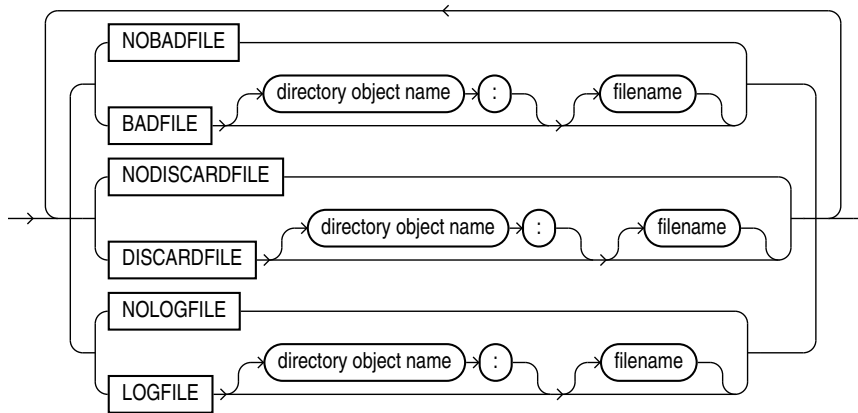 NOBADFILE
BADFILE directory object name : filename
NODISCARDFILE
DISCARDFILE directory object name : filename
NOLOGFILE
LOGFILE directory object name : filename